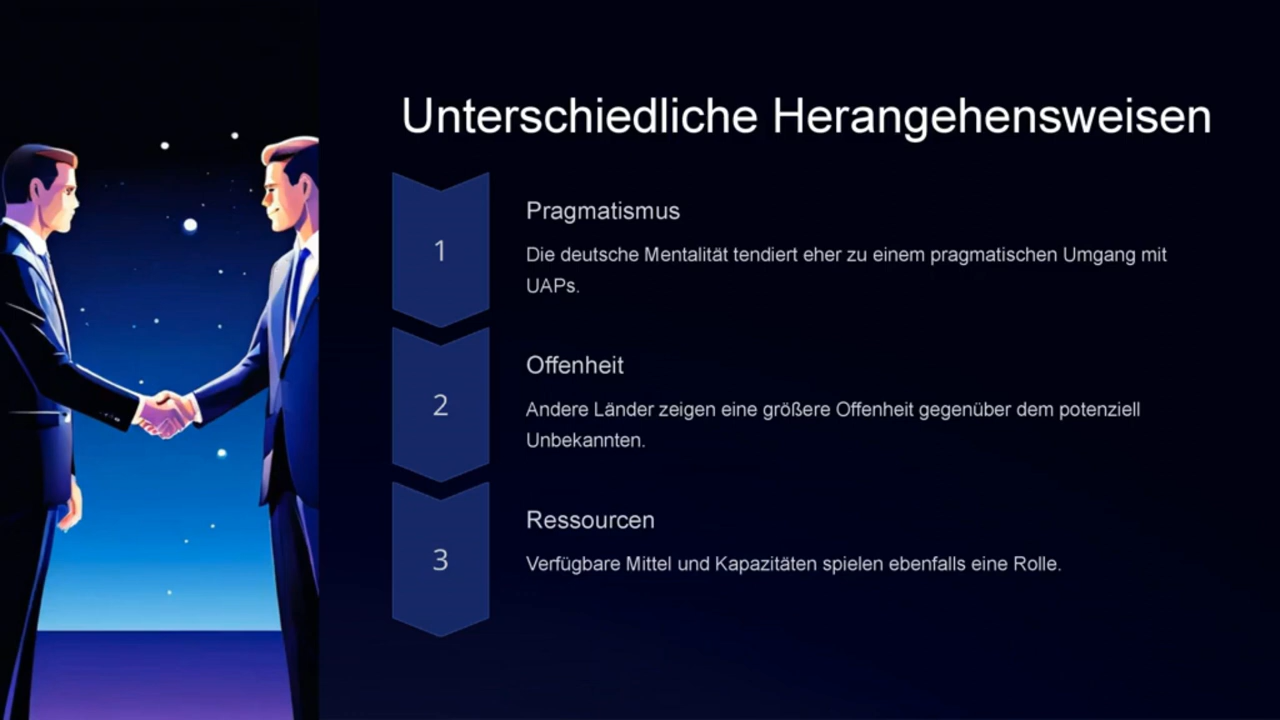 Unterschiedliche Herangehensweisen
1
Pragmatismus
Die deutsche Mentalität tendiert eher zu einem pragmatischen Umgang mit
UAPs.
2
Offenheit
Andere Länder zeigen eine größere Offenheit gegenüber dem potenziell
Unbekannten.
3
Ressourcen
Verfügbare Mittel und Kapazitäten spielen ebenfalls eine Rolle.